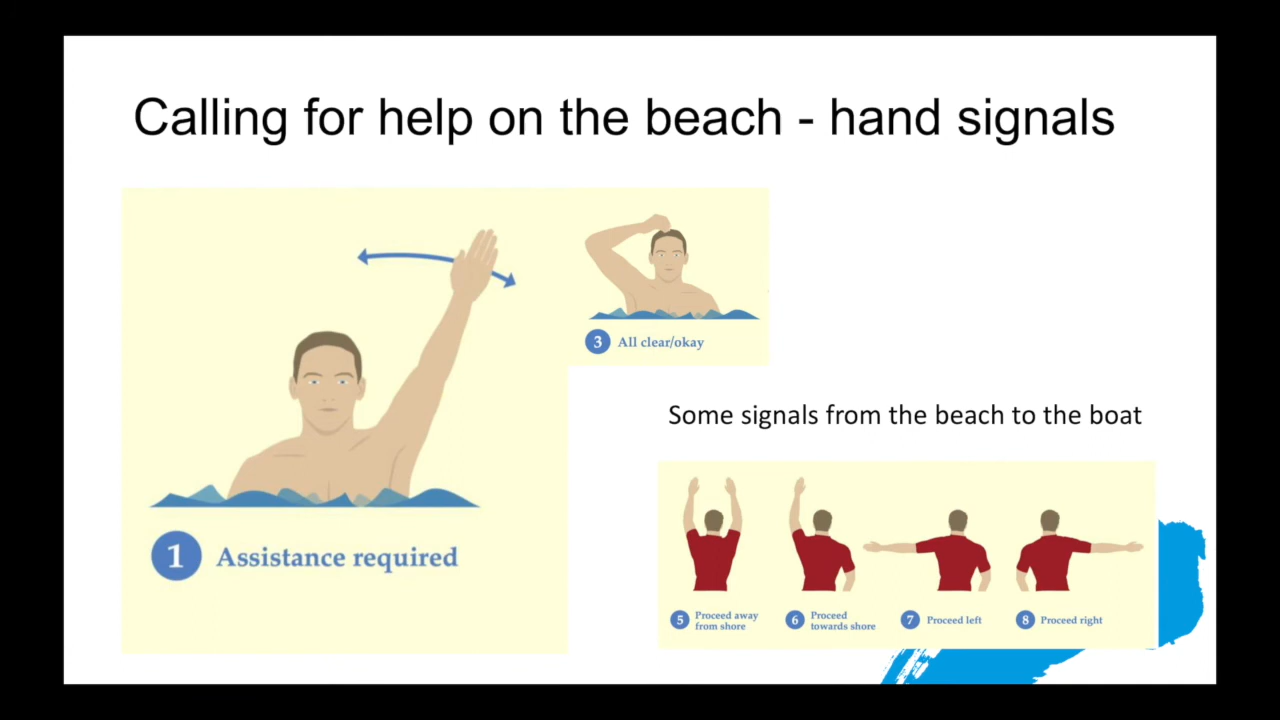 Calling for help on the beach - hand signals
3 All clear/okay
1 Assistance required
Some signals from the beach to the boat
5 Proceed away
from shore
6 Proceed
towards shore
7 Proceed left
8 Proceed right